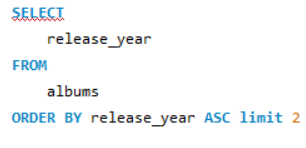 SELECT
    release_year
FROM
    albums
ORDER BY release_year ASC limit 2